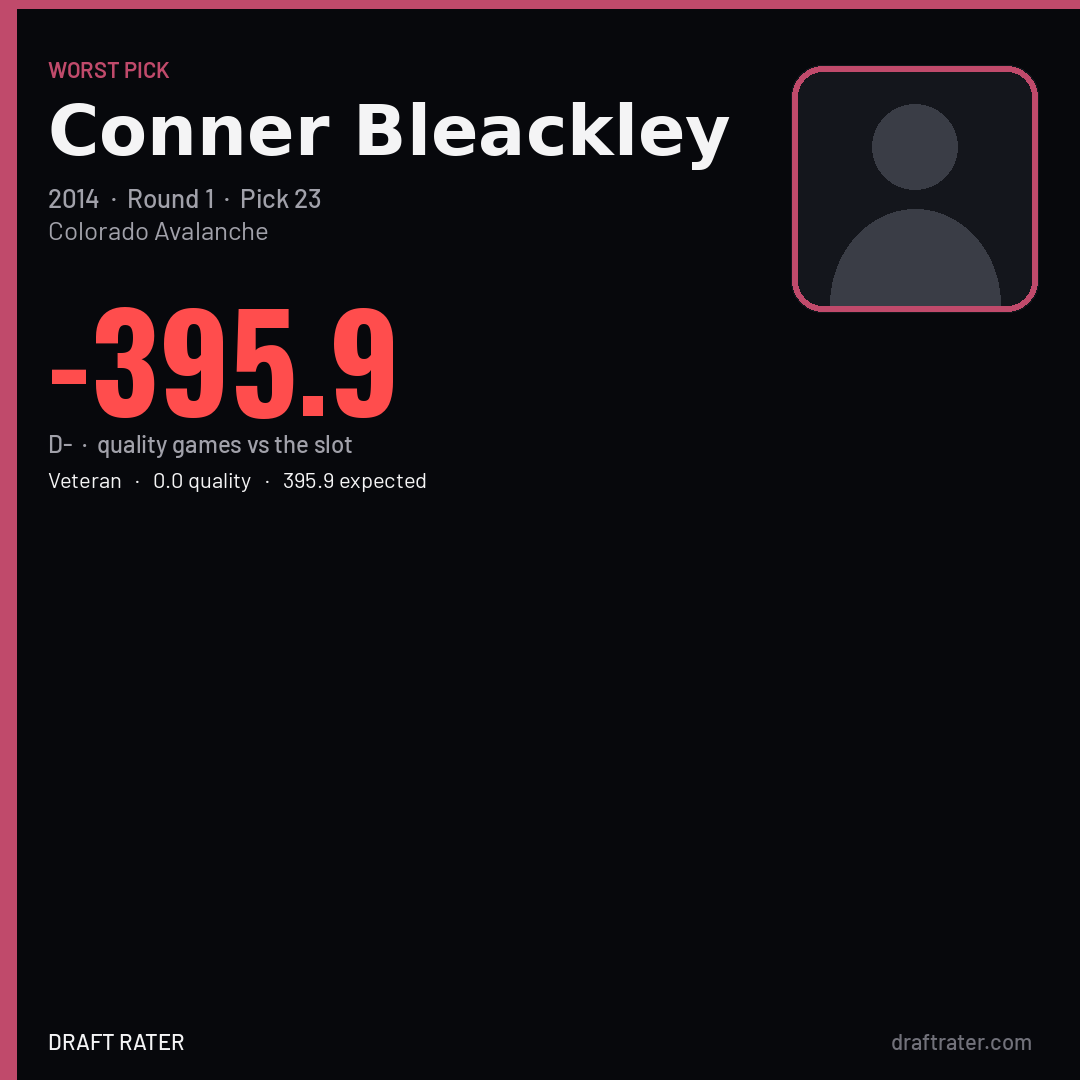 WORST PICK
Conner Bleackley
2014 · Round 1 · Pick 23
Colorado Avalanche
-395.9
D- · quality games vs the slot
Veteran · 0.0 quality · 395.9 expected
DRAFT RATER
draftrater.com